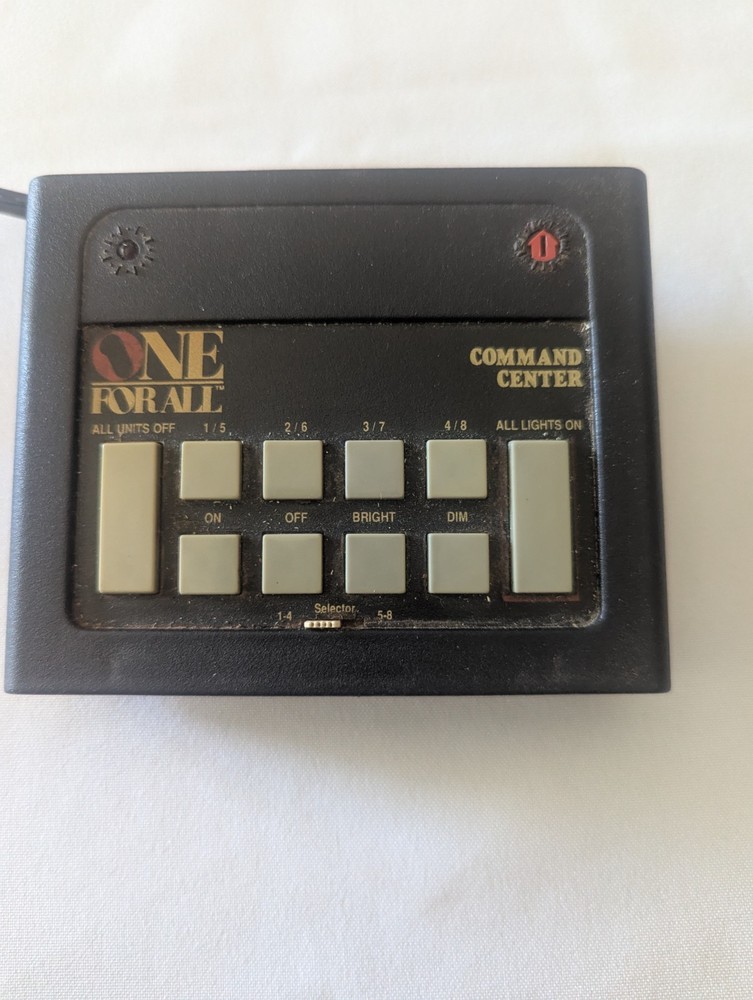 ONE
FOR ALL™
COMMAND
CENTER
ALL UNITS OFF 1/5 2/6 3/7 4/8 ALL LIGHTS ON
ON OFF BRIGHT DIM
Selector
1-4 5-8